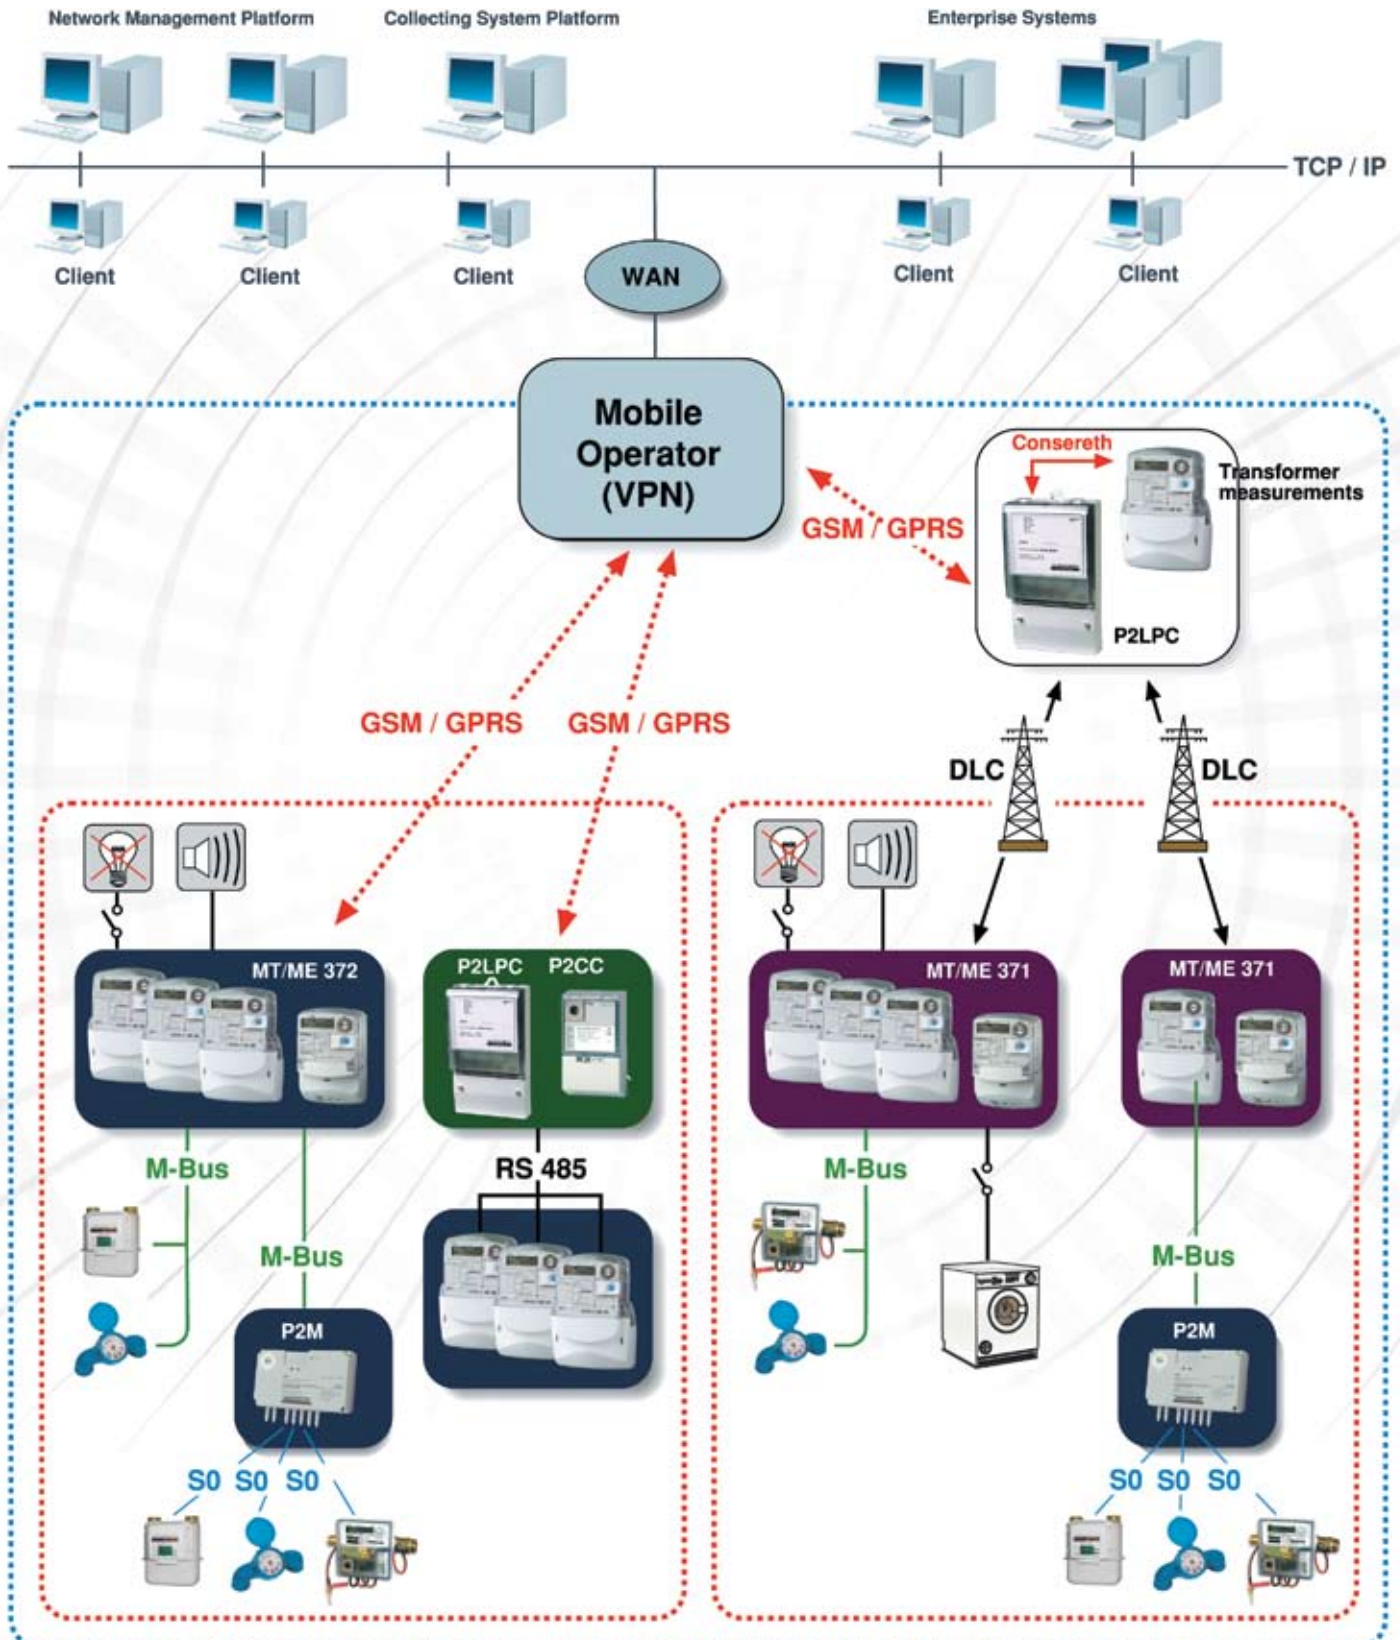 Network Management Platform
Collecting System Platform
Enterprise Systems
TCP / IP
Client
Client
Client
Client
Client
WAN
Mobile
Operator
(VPN)
Consereth
Transformer
measurements
GSM / GPRS
P2LPC
GSM / GPRS
GSM / GPRS
DLC
DLC
MT/ME 372
P2LPC
P2CC
MT/ME 371
MT/ME 371
M-Bus
RS 485
M-Bus
M-Bus
M-Bus
P2M
P2M
S0
S0
S0
S0
S0
S0